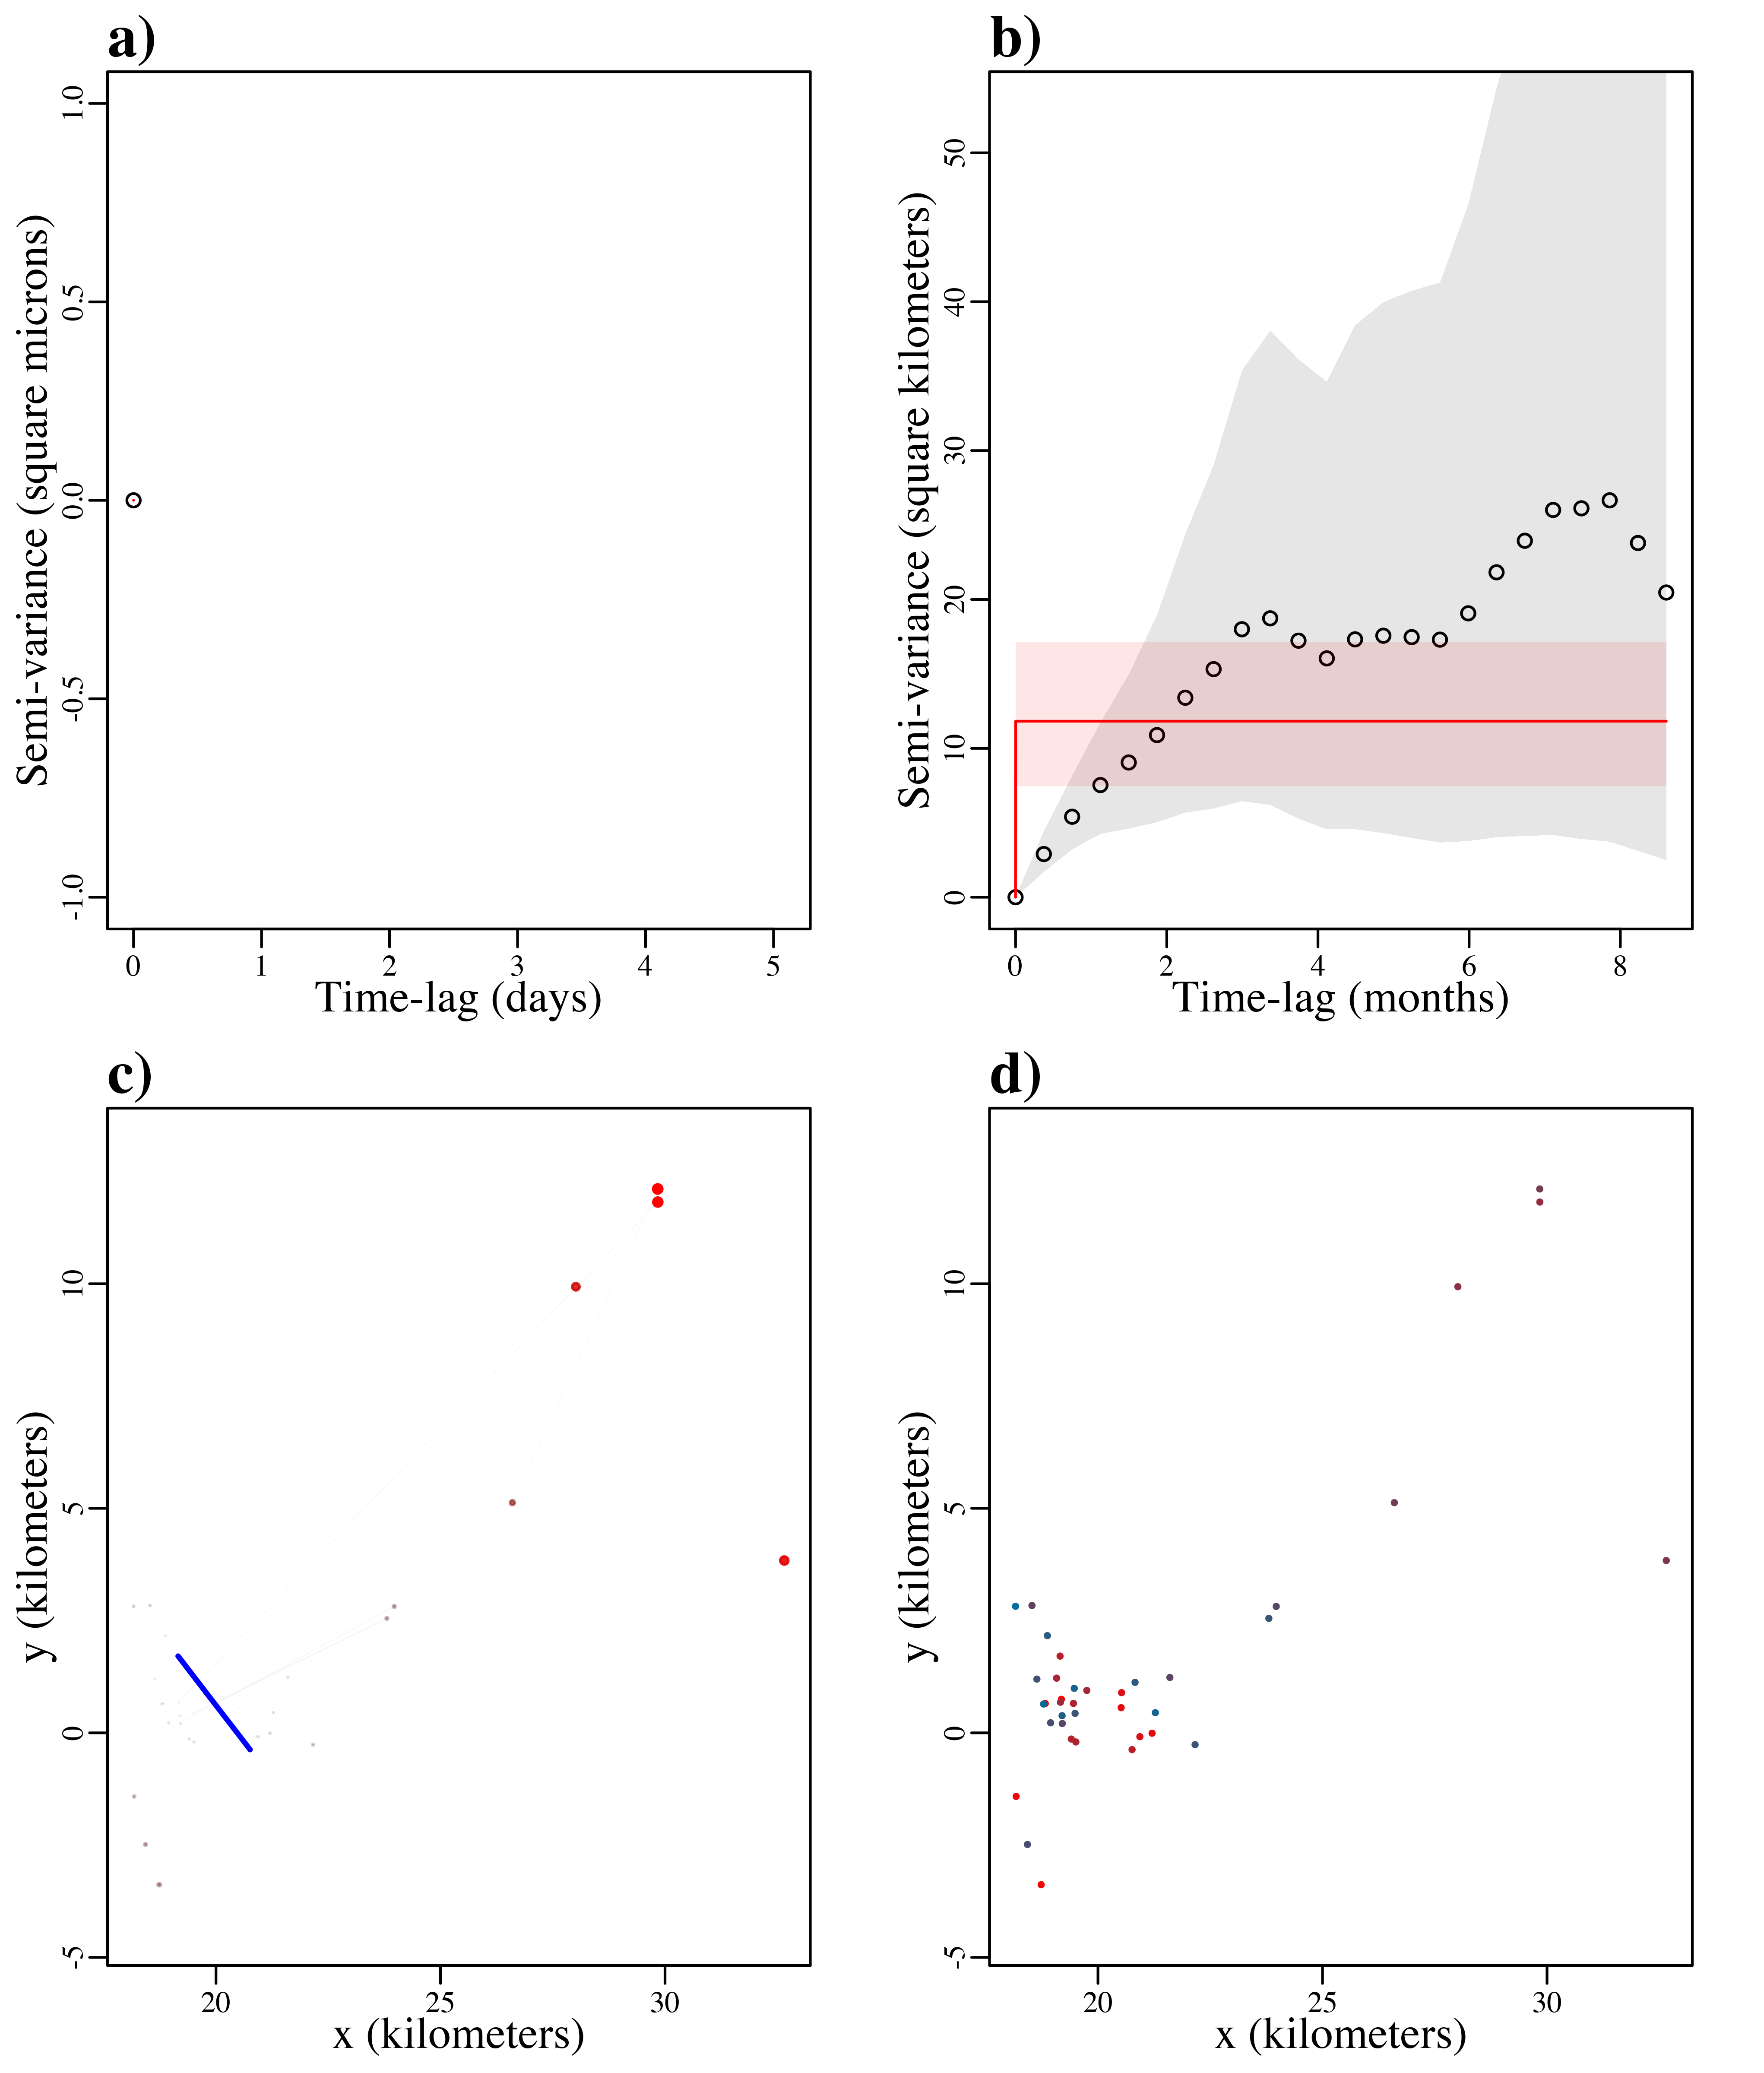 a)
Semi-variance (square microns)
1.0
0.5
0.0
-0.5
-1.0
0 1 2 3 4 5
Time-lag (days)
b)
Semi-variance (square kilometers)
50
40
30
20
10
0
0 2 4 6 8
Time-lag (months)
c)
y (kilometers)
10
5
0
-5
20 25 30
x (kilometers)
d)
y (kilometers)
10
5
0
-5
20 25 30
x (kilometers)